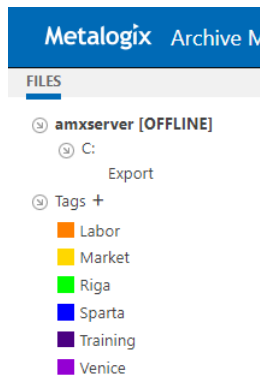 Metalogix Archive M
FILES
amxserver [OFFLINE]
C:
Export
Tags +
Labor
Market
Riga
Sparta
Training
Venice